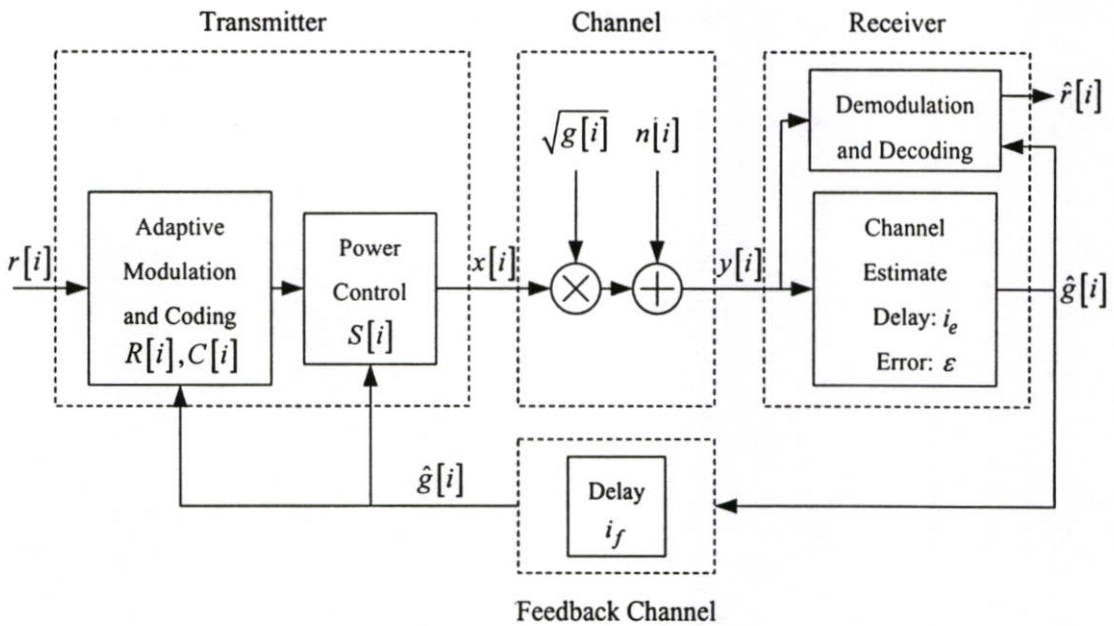 Transmitter
Channel
Receiver
r[i]
Adaptive
Modulation
and Coding
R[i], C[i]
Power
Control
S[i]
x[i]
√g[i]
n[i]
y[i]
Demodulation
and Decoding
r̂[i]
Channel
Estimate
Delay: i_e
Error: ε
ĝ[i]
ĝ[i]
Delay
i_f
Feedback Channel